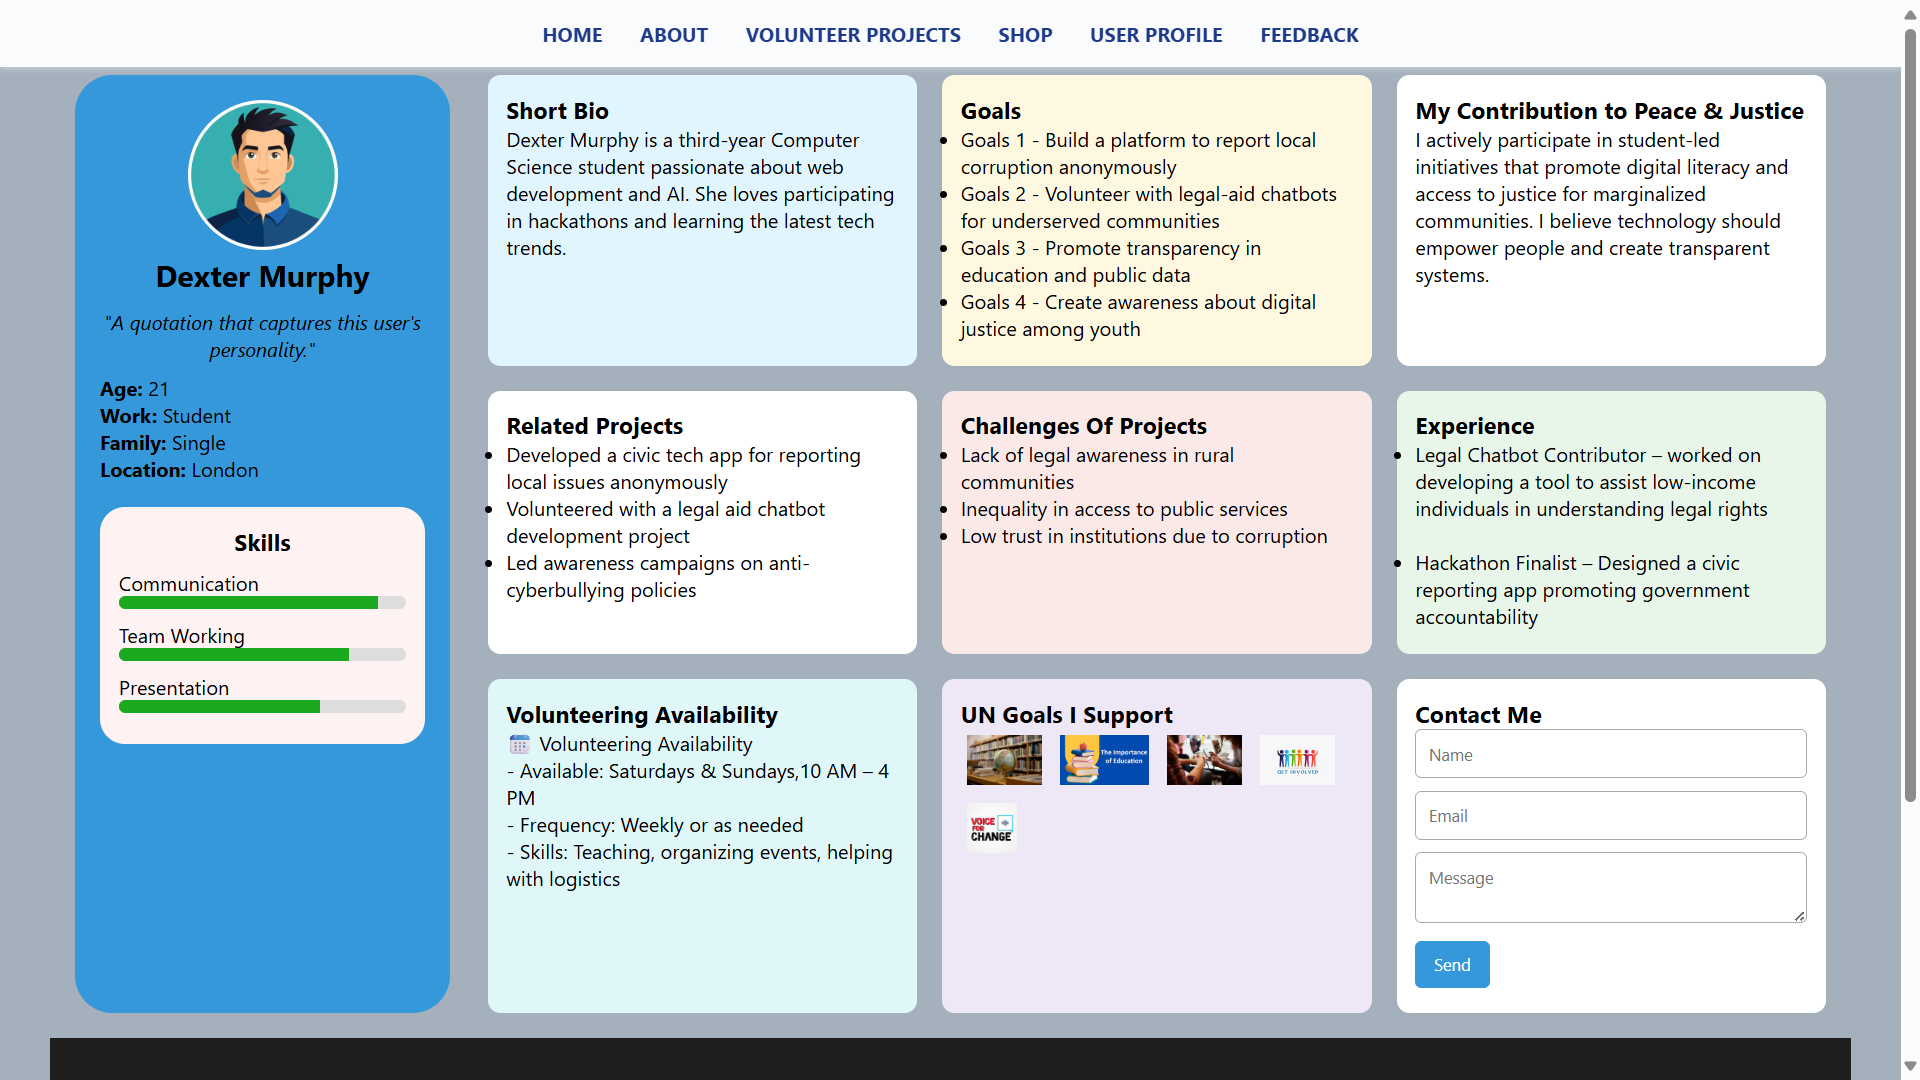 HOME ABOUT VOLUNTEER PROJECTS SHOP USER PROFILE FEEDBACK
Dexter Murphy
"A quotation that captures this user's
personality."
Age: 21
Work: Student
Family: Single
Location: London
Skills
Communication
Team Working
Presentation
Short Bio
Dexter Murphy is a third-year Computer
Science student passionate about web
development and AI. She loves participating
in hackathons and learning the latest tech
trends.
Goals
• Goals 1 - Build a platform to report local
corruption anonymously
• Goals 2 - Volunteer with legal-aid chatbots
for underserved communities
• Goals 3 - Promote transparency in
education and public data
• Goals 4 - Create awareness about digital
justice among youth
My Contribution to Peace & Justice
I actively participate in student-led
initiatives that promote digital literacy and
access to justice for marginalized
communities. I believe technology should
empower people and create transparent
systems.
Related Projects
• Developed a civic tech app for reporting
local issues anonymously
• Volunteered with a legal aid chatbot
development project
• Led awareness campaigns on anti-
cyberbullying policies
Challenges Of Projects
• Lack of legal awareness in rural
communities
• Inequality in access to public services
• Low trust in institutions due to corruption
Experience
• Legal Chatbot Contributor – worked on
developing a tool to assist low-income
individuals in understanding legal rights
• Hackathon Finalist – Designed a civic
reporting app promoting government
accountability
Volunteering Availability
Volunteering Availability
- Available: Saturdays & Sundays,10 AM – 4
PM
- Frequency: Weekly or as needed
- Skills: Teaching, organizing events, helping
with logistics
UN Goals I Support
The Importance
of Education
GET INVOLVED
VOICE
FOR
CHANGE
Contact Me
Name
Email
Message
Send